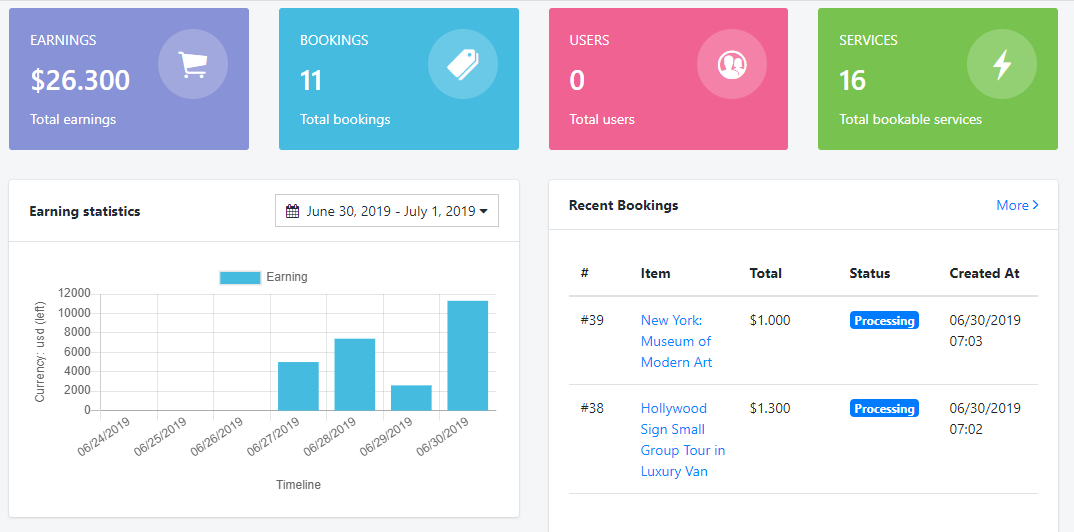 EARNINGS
$26.300
Total earnings
BOOKINGS
11
Total bookings
USERS
0
Total users
SERVICES
16
Total bookable services
Earning statistics
June 30, 2019 - July 1, 2019
Earning
Currency: usd (left)
12000
10000
8000
6000
4000
2000
0
06/24/2019
06/25/2019
06/26/2019
06/27/2019
06/28/2019
06/29/2019
06/30/2019
Timeline
Recent Bookings
More
# Item Total Status Created At
#39 New York: $1.000 Processing 06/30/2019
Museum of 07:03
Modern Art
#38 Hollywood $1.300 Processing 06/30/2019
Sign Small 07:02
Group Tour in
Luxury Van